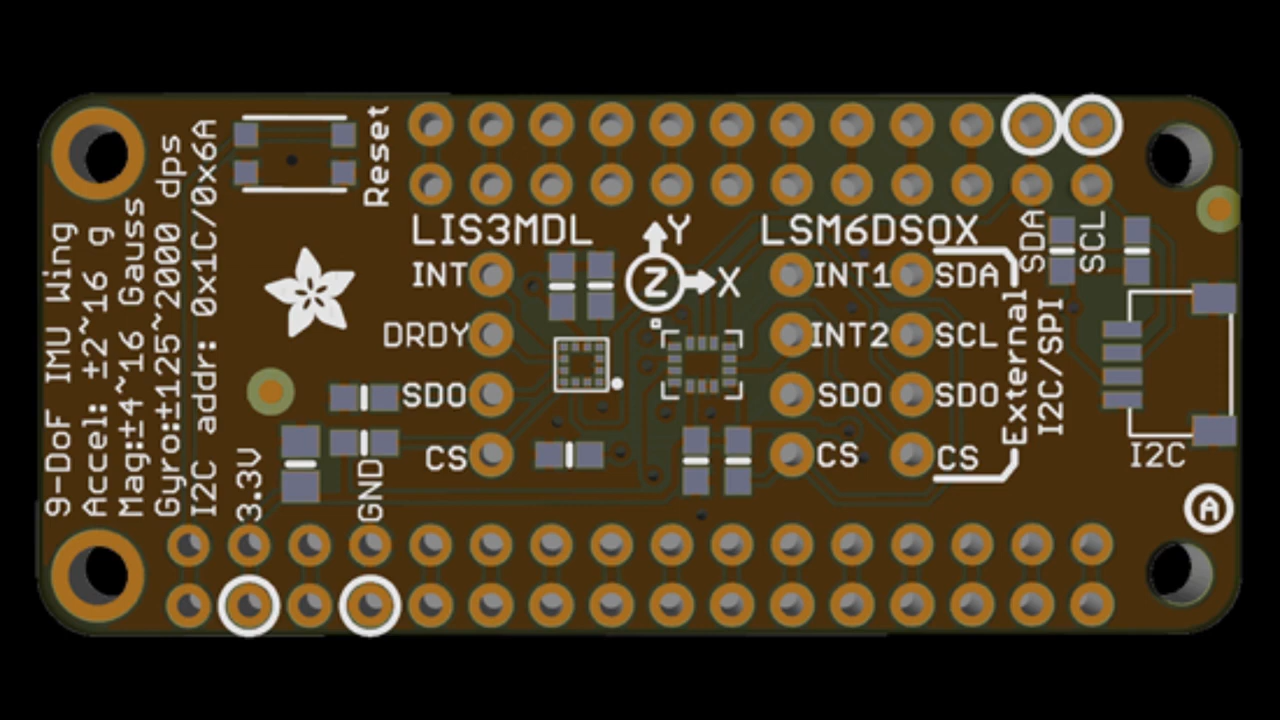 9-DoF IMU Wing
Accel: ±2~16 g
Mag:±4~16 Gauss
Gyro:±125~2000 dps
I2C addr: 0x1C/0x6A
Reset
3.3V
GND
LIS3MDL
INT
DRDY
SDO
CS
Y
Z
X
LSM6DSOX
INT1
INT2
SDO
CS
SDA
SCL
SDO
CS
External
I2C/SPI
SDA
SCL
I2C
A